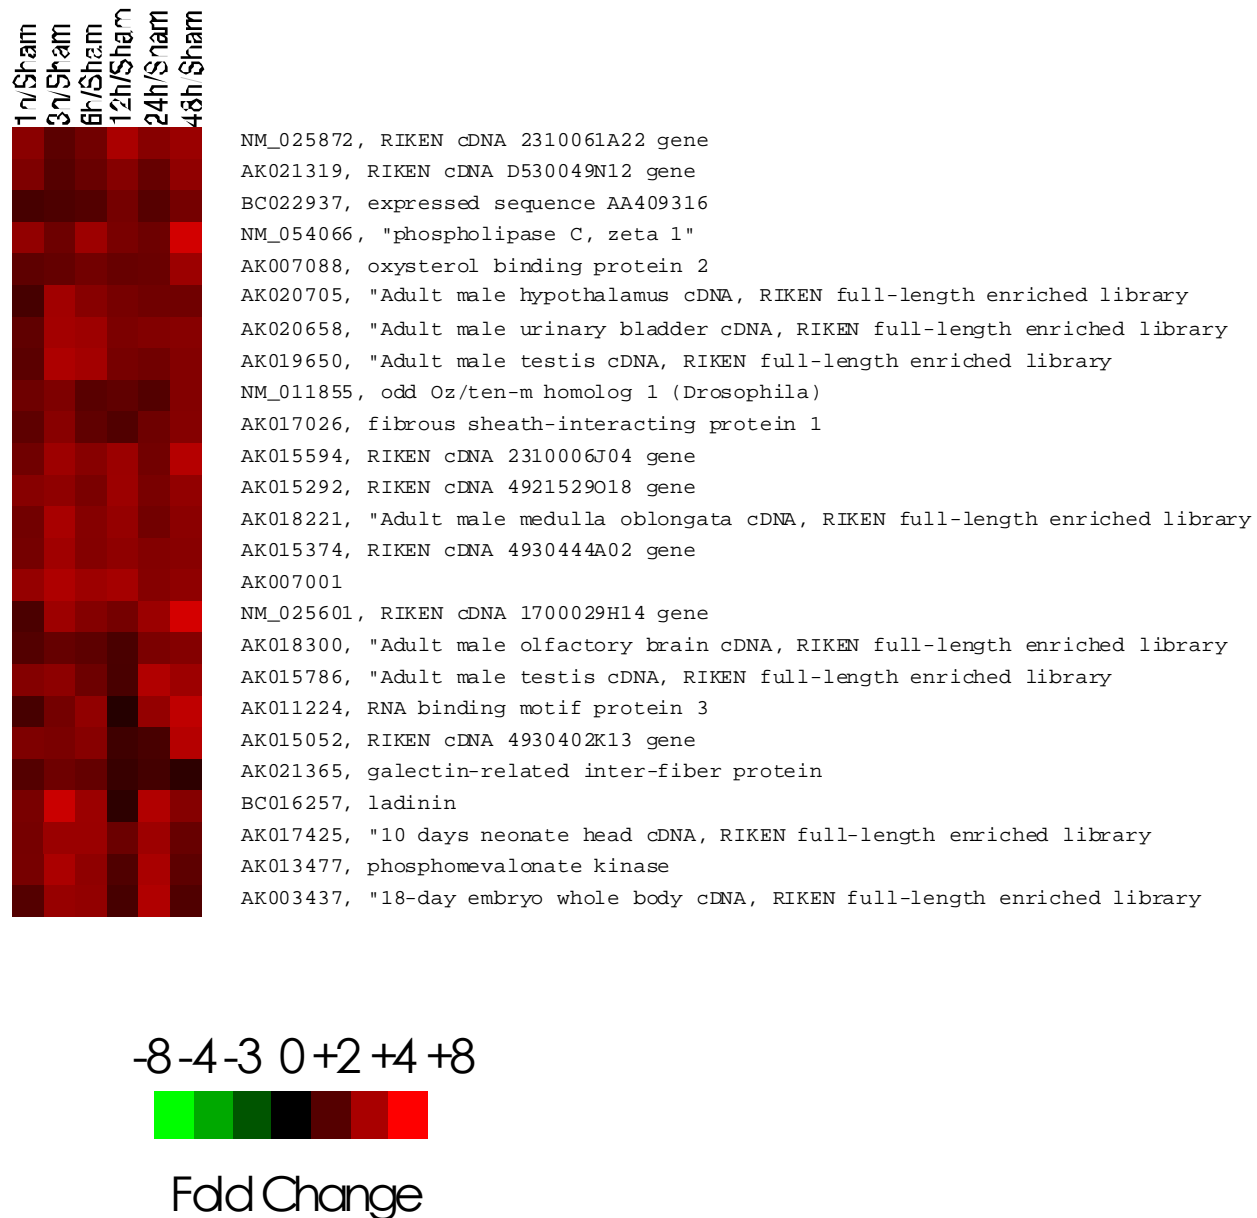 1h/Sham
3h/Sham
6h/Sham
12h/Sham
24h/Sham
48h/Sham
NM_025872, RIKEN cDNA 2310061A22 gene
AK021319, RIKEN cDNA D530049N12 gene
BC022937, expressed sequence AA409316
NM_054066, "phospholipase C, zeta 1"
AK007088, oxysterol binding protein 2
AK020705, "Adult male hypothalamus cDNA, RIKEN full-length enriched library
AK020658, "Adult male urinary bladder cDNA, RIKEN full-length enriched library
AK019650, "Adult male testis cDNA, RIKEN full-length enriched library
NM_011855, odd Oz/ten-m homolog 1 (Drosophila)
AK017026, fibrous sheath-interacting protein 1
AK015594, RIKEN cDNA 2310006J04 gene
AK015292, RIKEN cDNA 4921529O18 gene
AK018221, "Adult male medulla oblongata cDNA, RIKEN full-length enriched library
AK015374, RIKEN cDNA 4930444A02 gene
AK007001
NM_025601, RIKEN cDNA 1700029H14 gene
AK018300, "Adult male olfactory brain cDNA, RIKEN full-length enriched library
AK015786, "Adult male testis cDNA, RIKEN full-length enriched library
AK011224, RNA binding motif protein 3
AK015052, RIKEN cDNA 4930402K13 gene
AK021365, galectin-related inter-fiber protein
BC016257, ladinin
AK017425, "10 days neonate head cDNA, RIKEN full-length enriched library
AK013477, phosphomevalonate kinase
AK003437, "18-day embryo whole body cDNA, RIKEN full-length enriched library
-8 -4 -3 0 +2 +4 +8
Fold Change